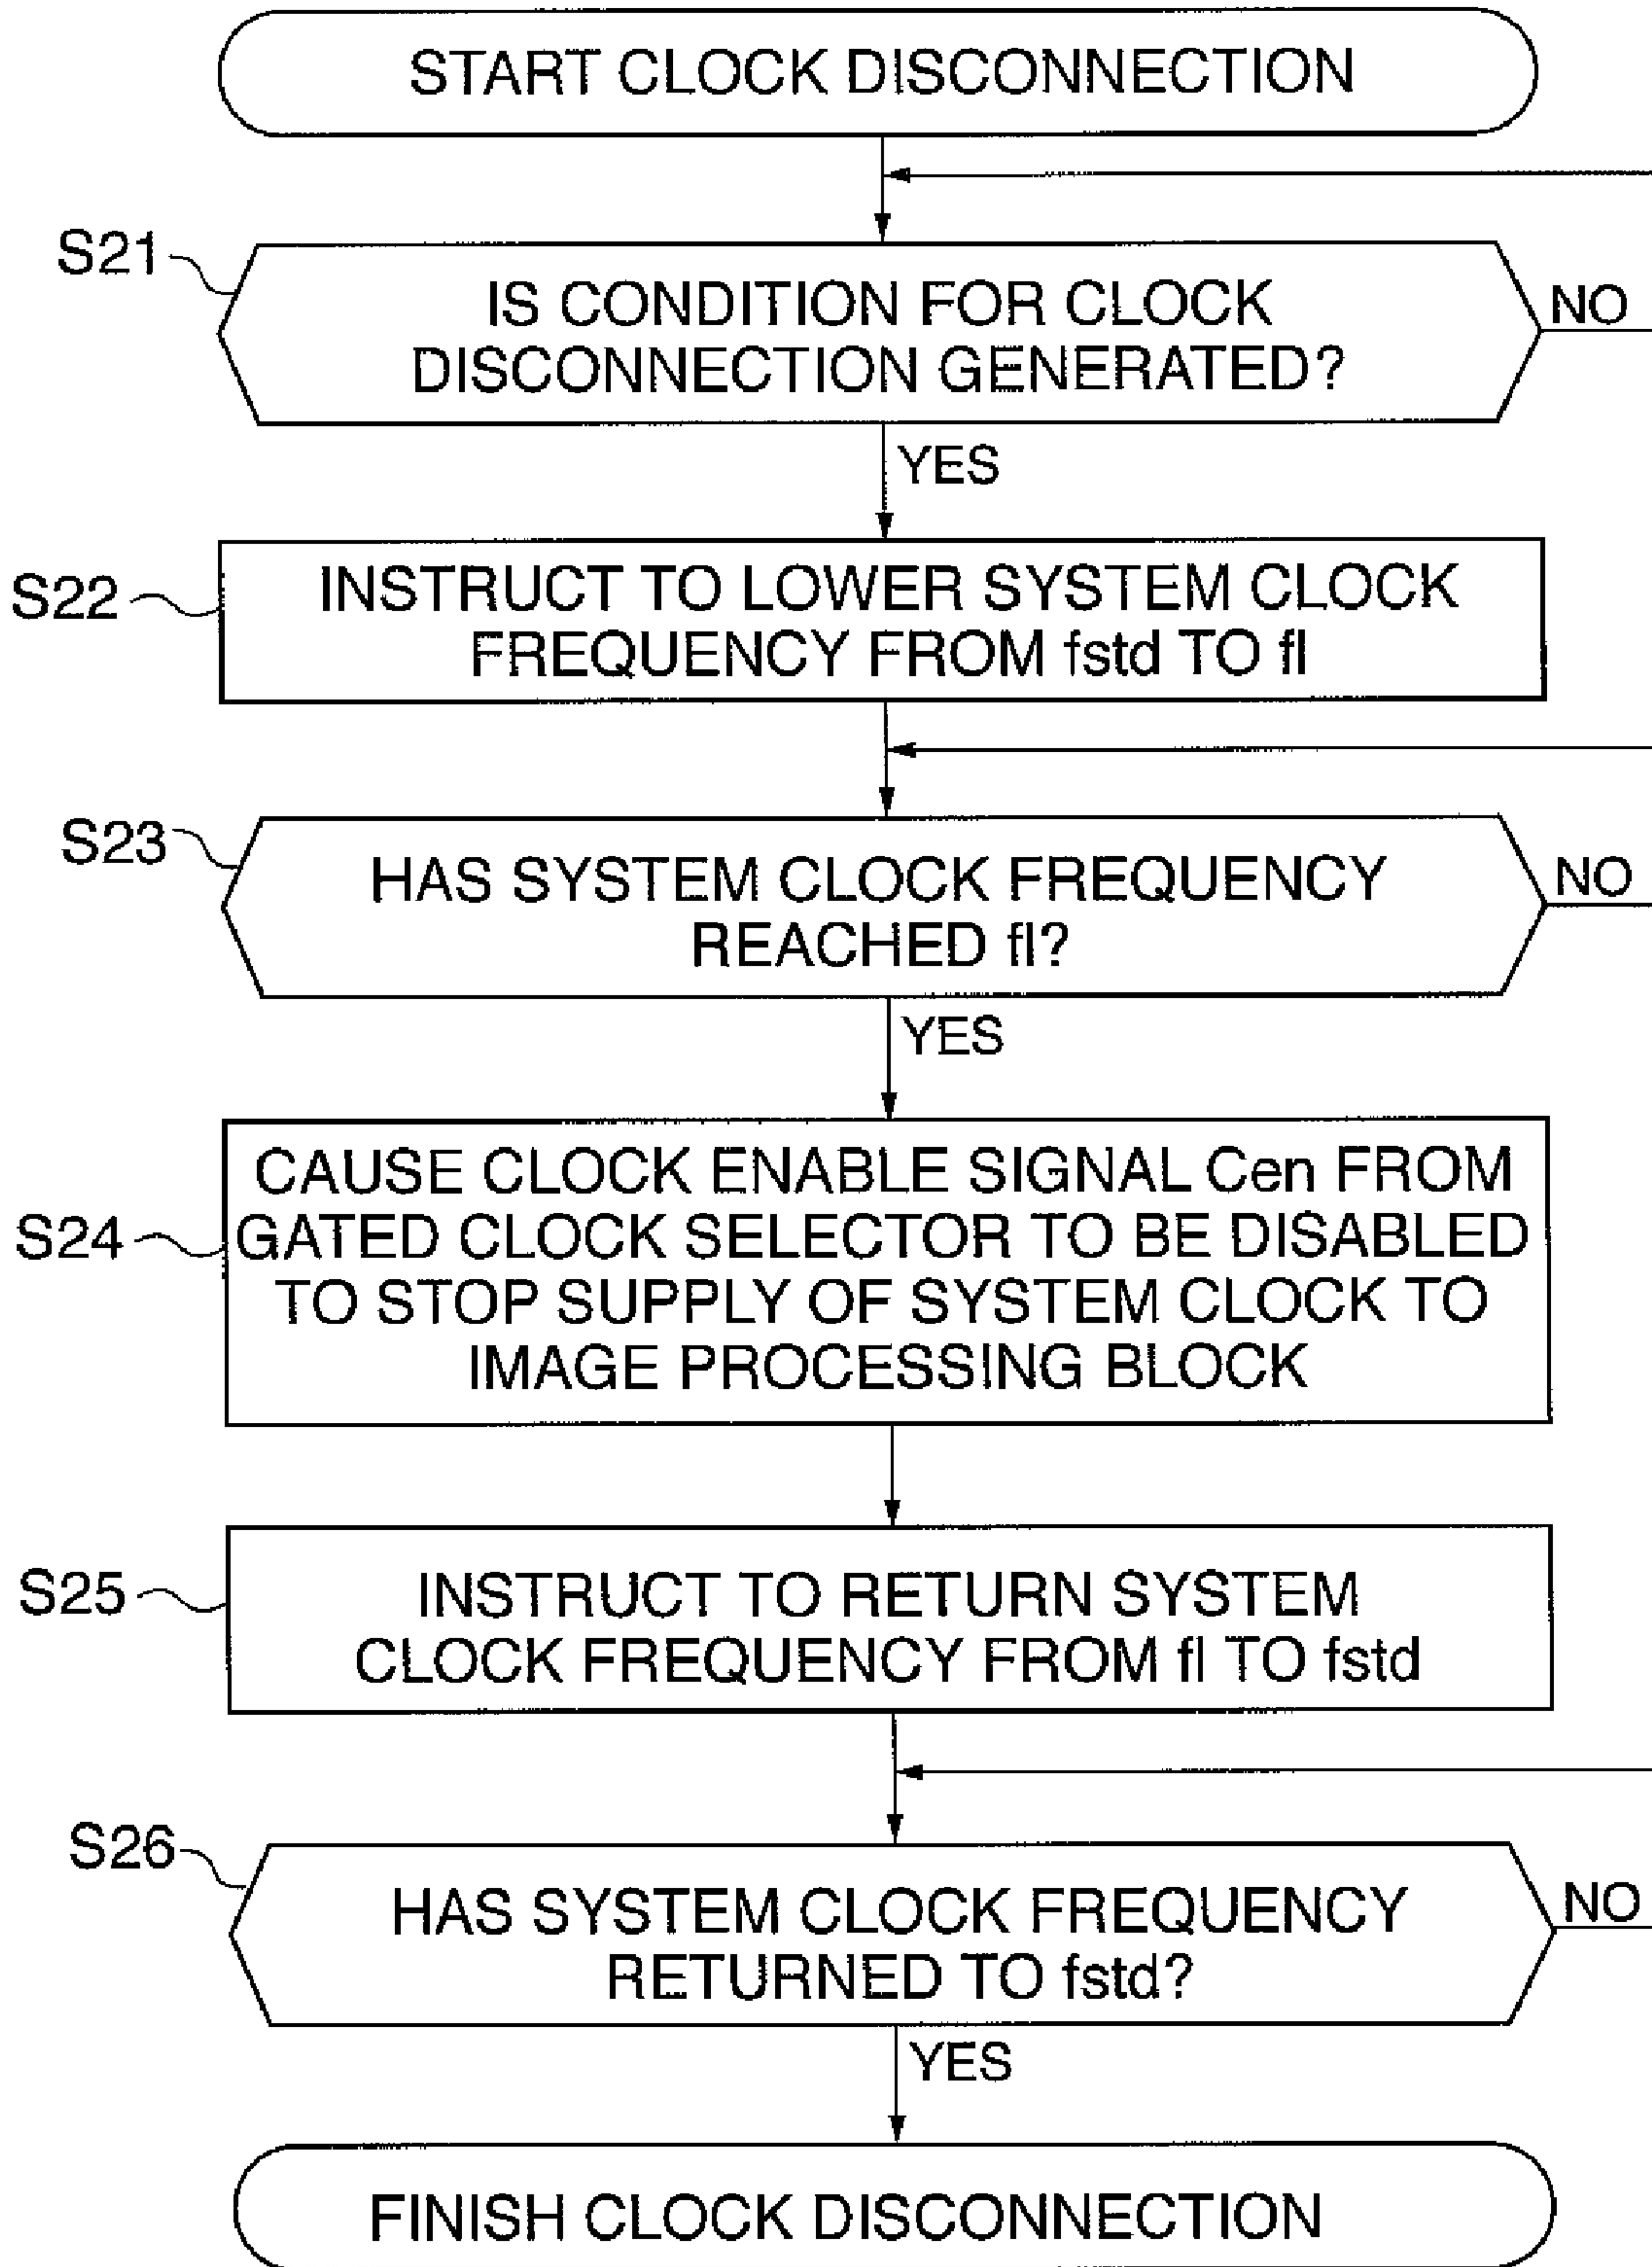 START CLOCK DISCONNECTION
S21
IS CONDITION FOR CLOCK
DISCONNECTION GENERATED?
NO
YES
S22
INSTRUCT TO LOWER SYSTEM CLOCK
FREQUENCY FROM fstd TO fl
S23
HAS SYSTEM CLOCK FREQUENCY
REACHED fl?
NO
YES
S24
CAUSE CLOCK ENABLE SIGNAL Cen FROM
GATED CLOCK SELECTOR TO BE DISABLED
TO STOP SUPPLY OF SYSTEM CLOCK TO
IMAGE PROCESSING BLOCK
S25
INSTRUCT TO RETURN SYSTEM
CLOCK FREQUENCY FROM fl TO fstd
S26
HAS SYSTEM CLOCK FREQUENCY
RETURNED TO fstd?
NO
YES
FINISH CLOCK DISCONNECTION